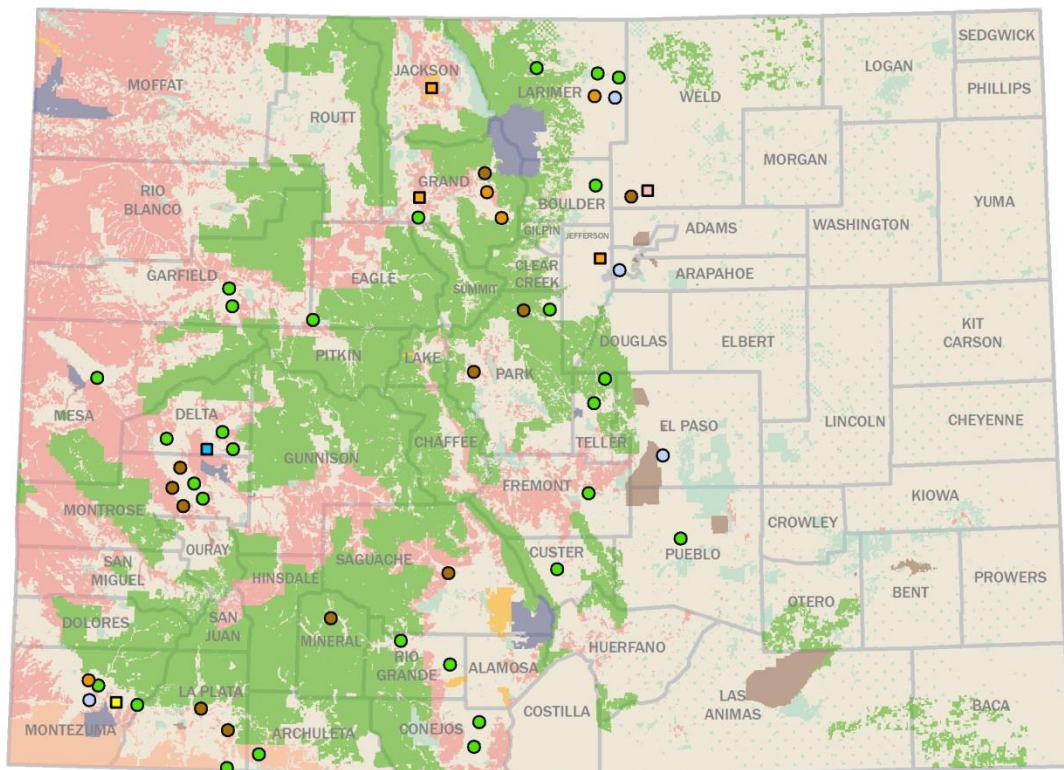 SEDGWICK
LOGAN
JACKSON
MOFFAT
PHILLIPS
LARIMER
WELD
ROUTT
MORGAN
GRAND
RIO
BLANCO
YUMA
BOULDER
WASHINGTON
GILPIN
JEFFERSON
ADAMS
CLEAR
CREEK
GARFIELD
EAGLE
ARAPAHOE
SUMMIT
KIT
CARSON
DOUGLAS
ELBERT
PITKIN
LAKE
PARK
MESA
DELTA
LINCOLN
CHEYENNE
EL PASO
CHAFFEE
TELLER
GUNNISON
FREMONT
KIOWA
MONTROSE
CROWLEY
OURAY
PUEBLO
CUSTER
SAGUACHE
SAN
MIGUEL
HINSDALE
PROWERS
BENT
OTERO
DOLORES
SAN
JUAN
MINERAL
HUERFANO
RIO
GRANDE
ALAMOSA
LA PLATA
LAS
ANIMAS
BACA
COSTILLA
MONTEZUMA
ARCHULETA
CONEJOS